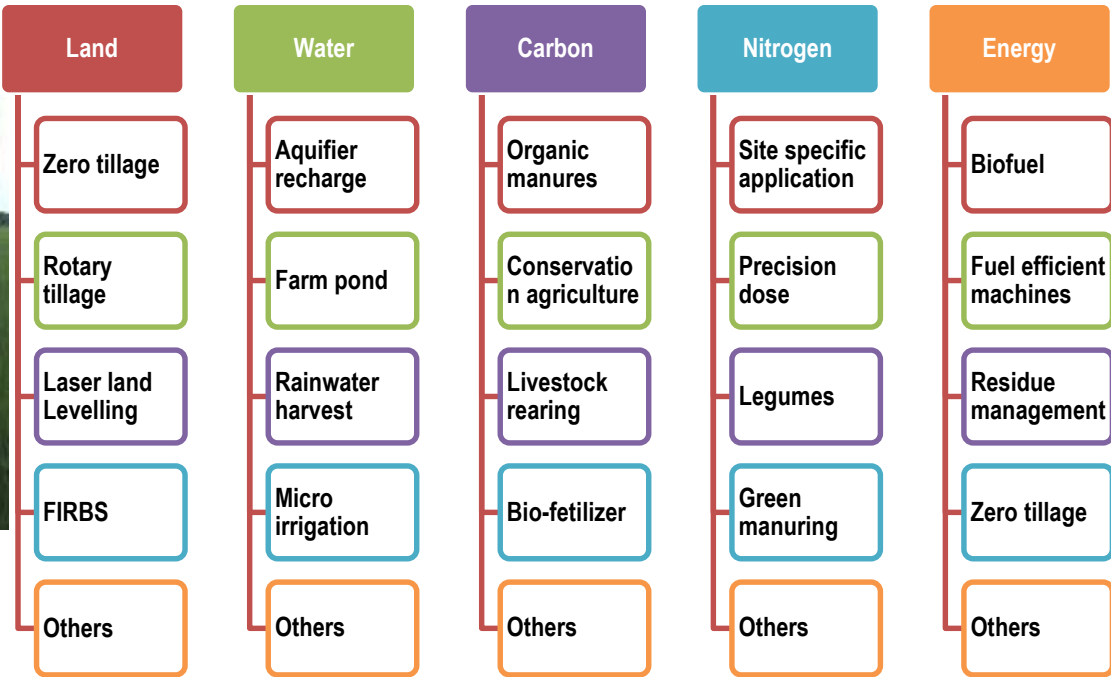 Land
Zero tillage
Rotary
tillage
Laser land
Levelling
FIRBS
Others
Water
Aquifier
recharge
Farm pond
Rainwater
harvest
Micro
irrigation
Others
Carbon
Organic
manures
Conservatio
n agriculture
Livestock
rearing
Bio-fetilizer
Others
Nitrogen
Site specific
application
Precision
dose
Legumes
Green
manuring
Others
Energy
Biofuel
Fuel efficient
machines
Residue
management
Zero tillage
Others